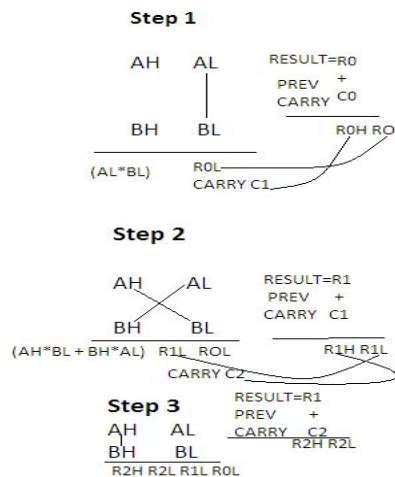 Step 1
AH AL RESULT=R0
PREV +
CARRY C0
BH BL R0H RO
(AL*BL) R0L
CARRY C1
Step 2
AH AL RESULT=R1
PREV +
CARRY C1
BH BL
(AH*BL + BH*AL) R1L ROL R1H R1L
CARRY C2
Step 3
RESULT=R1
AH AL PREV +
BH BL CARRY C2
R2H R2L
R2H R2L R1L R0L